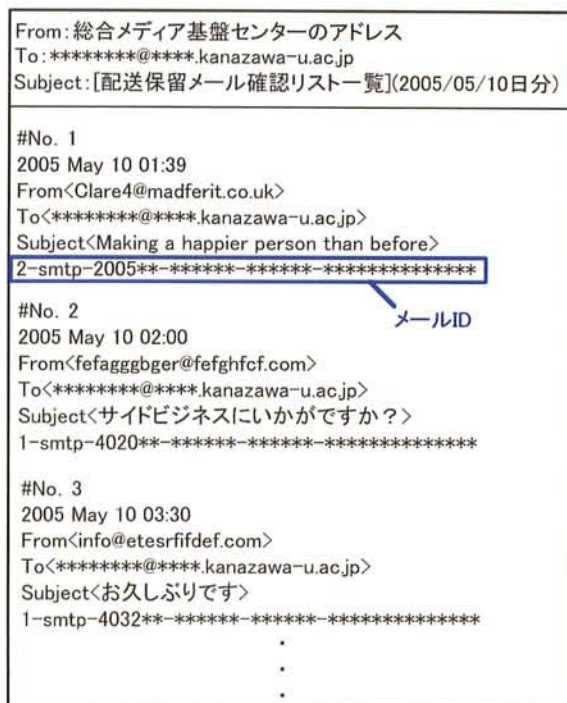 From:総合メディア基盤センターのアドレス
To:********@****.kanazawa-u.ac.jp
Subject:[配送保留メール確認リスト一覧](2005/05/10日分)
#No. 1
2005 May 10 01:39
From<Clare4@madferit.co.uk>
To<********@****.kanazawa-u.ac.jp>
Subject<Making a happier person than before>
2-smtp-2005**-******-******-**************
メールID
#No. 2
2005 May 10 02:00
From<fefagggbger@fefghfcf.com>
To<********@****.kanazawa-u.ac.jp>
Subject<サイドビジネスにいかがですか？>
1-smtp-4020**-******-******-**************
#No. 3
2005 May 10 03:30
From<info@etesrfifdef.com>
To<********@****.kanazawa-u.ac.jp>
Subject<お久しぶりです>
1-smtp-4032**-******-******-**************
・
・
・